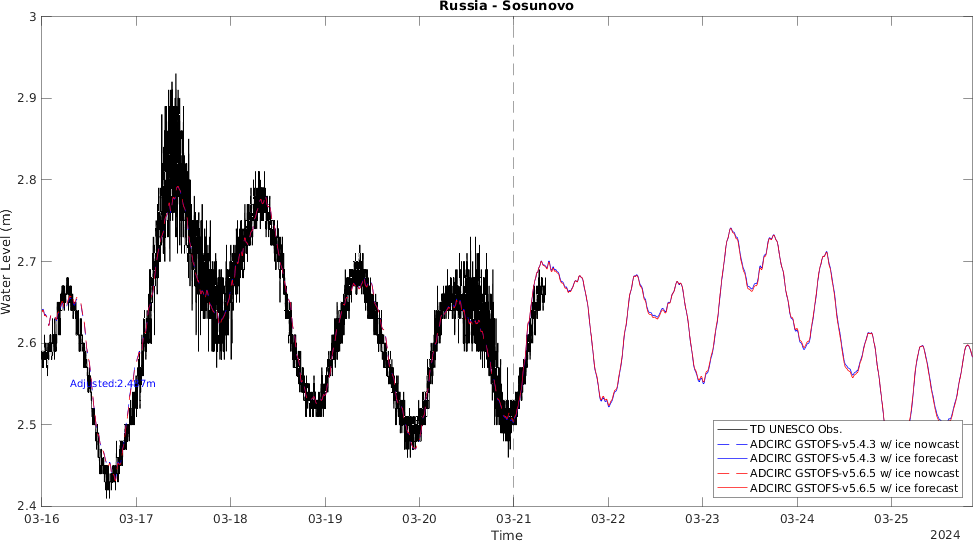 Russia - Sosunovo
3
2.9
2.8
2.7
2.6
2.5
2.4
Water Level (m)
03-16
03-17
03-18
03-19
03-20
03-21
03-22
03-23
03-24
03-25
Time
2024
TD UNESCO Obs.
ADCIRC GSTOFS-v5.4.3 w/ ice nowcast
ADCIRC GSTOFS-v5.4.3 w/ ice forecast
ADCIRC GSTOFS-v5.6.5 w/ ice nowcast
ADCIRC GSTOFS-v5.6.5 w/ ice forecast